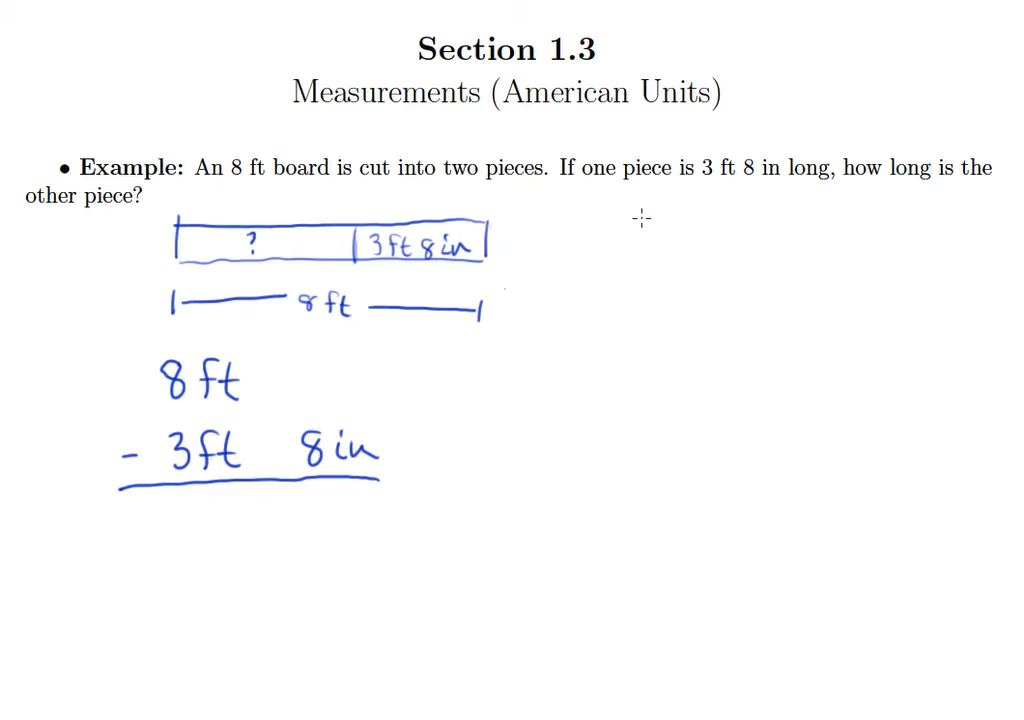 Section 1.3
Measurements (American Units)
• Example: An 8 ft board is cut into two pieces. If one piece is 3 ft 8 in long, how long is the
other piece?
? 3 ft 8 in
8 ft
8 ft
- 3 ft 8 in